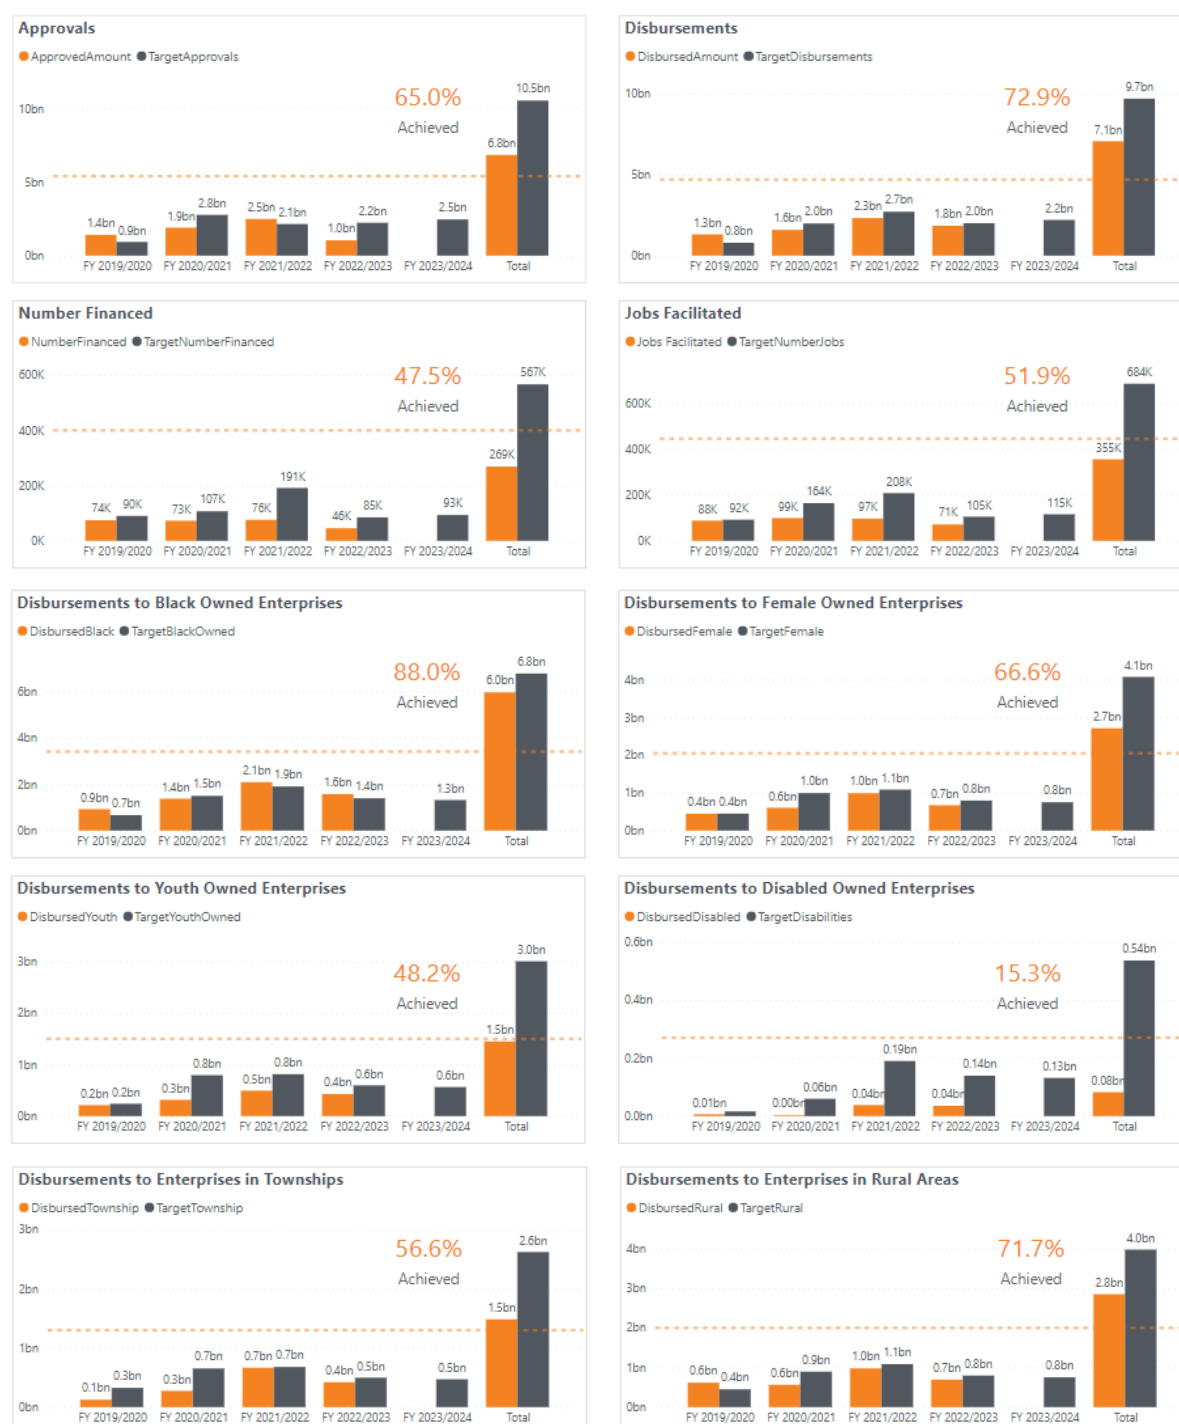 Approvals
ApprovedAmount TargetApprovals
10bn
5bn
0bn
65.0%
Achieved
1.4bn 0.9bn 1.9bn 2.8bn 2.5bn 2.1bn 1.0bn 2.2bn 2.5bn 6.8bn 10.5bn
FY 2019/2020 FY 2020/2021 FY 2021/2022 FY 2022/2023 FY 2023/2024 Total
Disbursements
DisbursedAmount TargetDisbursements
10bn
5bn
0bn
72.9%
Achieved
1.3bn 0.8bn 1.6bn 2.0bn 2.3bn 2.7bn 1.8bn 2.0bn 2.2bn 7.1bn 9.7bn
FY 2019/2020 FY 2020/2021 FY 2021/2022 FY 2022/2023 FY 2023/2024 Total
Number Financed
NumberFinanced TargetNumberFinanced
600K
400K
200K
0K
47.5%
Achieved
74K 90K 73K 107K 76K 191K 46K 85K 93K 269K 567K
FY 2019/2020 FY 2020/2021 FY 2021/2022 FY 2022/2023 FY 2023/2024 Total
Jobs Facilitated
Jobs Facilitated TargetNumberJobs
600K
400K
200K
0K
51.9%
Achieved
88K 92K 99K 164K 97K 208K 71K 105K 115K 355K 684K
FY 2019/2020 FY 2020/2021 FY 2021/2022 FY 2022/2023 FY 2023/2024 Total
Disbursements to Black Owned Enterprises
DisbursedBlack TargetBlackOwned
6bn
4bn
2bn
0bn
88.0%
Achieved
0.9bn 0.7bn 1.4bn 1.5bn 2.1bn 1.9bn 1.6bn 1.4bn 1.3bn 6.0bn 6.8bn
FY 2019/2020 FY 2020/2021 FY 2021/2022 FY 2022/2023 FY 2023/2024 Total
Disbursements to Female Owned Enterprises
DisbursedFemale TargetFemale
4bn
3bn
2bn
1bn
0bn
66.6%
Achieved
0.4bn 0.4bn 0.6bn 1.0bn 1.0bn 1.1bn 0.7bn 0.8bn 0.8bn 2.7bn 4.1bn
FY 2019/2020 FY 2020/2021 FY 2021/2022 FY 2022/2023 FY 2023/2024 Total
Disbursements to Youth Owned Enterprises
DisbursedYouth TargetYouthOwned
3bn
2bn
1bn
0bn
48.2%
Achieved
0.2bn 0.2bn 0.3bn 0.8bn 0.5bn 0.8bn 0.4bn 0.6bn 0.6bn 1.5bn 3.0bn
FY 2019/2020 FY 2020/2021 FY 2021/2022 FY 2022/2023 FY 2023/2024 Total
Disbursements to Disabled Owned Enterprises
DisbursedDisabled TargetDisabilities
0.6bn
0.4bn
0.2bn
0.0bn
15.3%
Achieved
0.01bn 0.00bn 0.06bn 0.04bn 0.19bn 0.04bn 0.14bn 0.13bn 0.08bn 0.54bn
FY 2019/2020 FY 2020/2021 FY 2021/2022 FY 2022/2023 FY 2023/2024 Total
Disbursements to Enterprises in Townships
DisbursedTownship TargetTownship
3bn
2bn
1bn
0bn
56.6%
Achieved
0.1bn 0.3bn 0.3bn 0.7bn 0.7bn 0.7bn 0.4bn 0.5bn 0.5bn 1.5bn 2.6bn
FY 2019/2020 FY 2020/2021 FY 2021/2022 FY 2022/2023 FY 2023/2024 Total
Disbursements to Enterprises in Rural Areas
DisbursedRural TargetRural
4bn
3bn
2bn
1bn
0bn
71.7%
Achieved
0.6bn 0.4bn 0.6bn 0.9bn 1.0bn 1.1bn 0.7bn 0.8bn 0.8bn 2.8bn 4.0bn
FY 2019/2020 FY 2020/2021 FY 2021/2022 FY 2022/2023 FY 2023/2024 Total